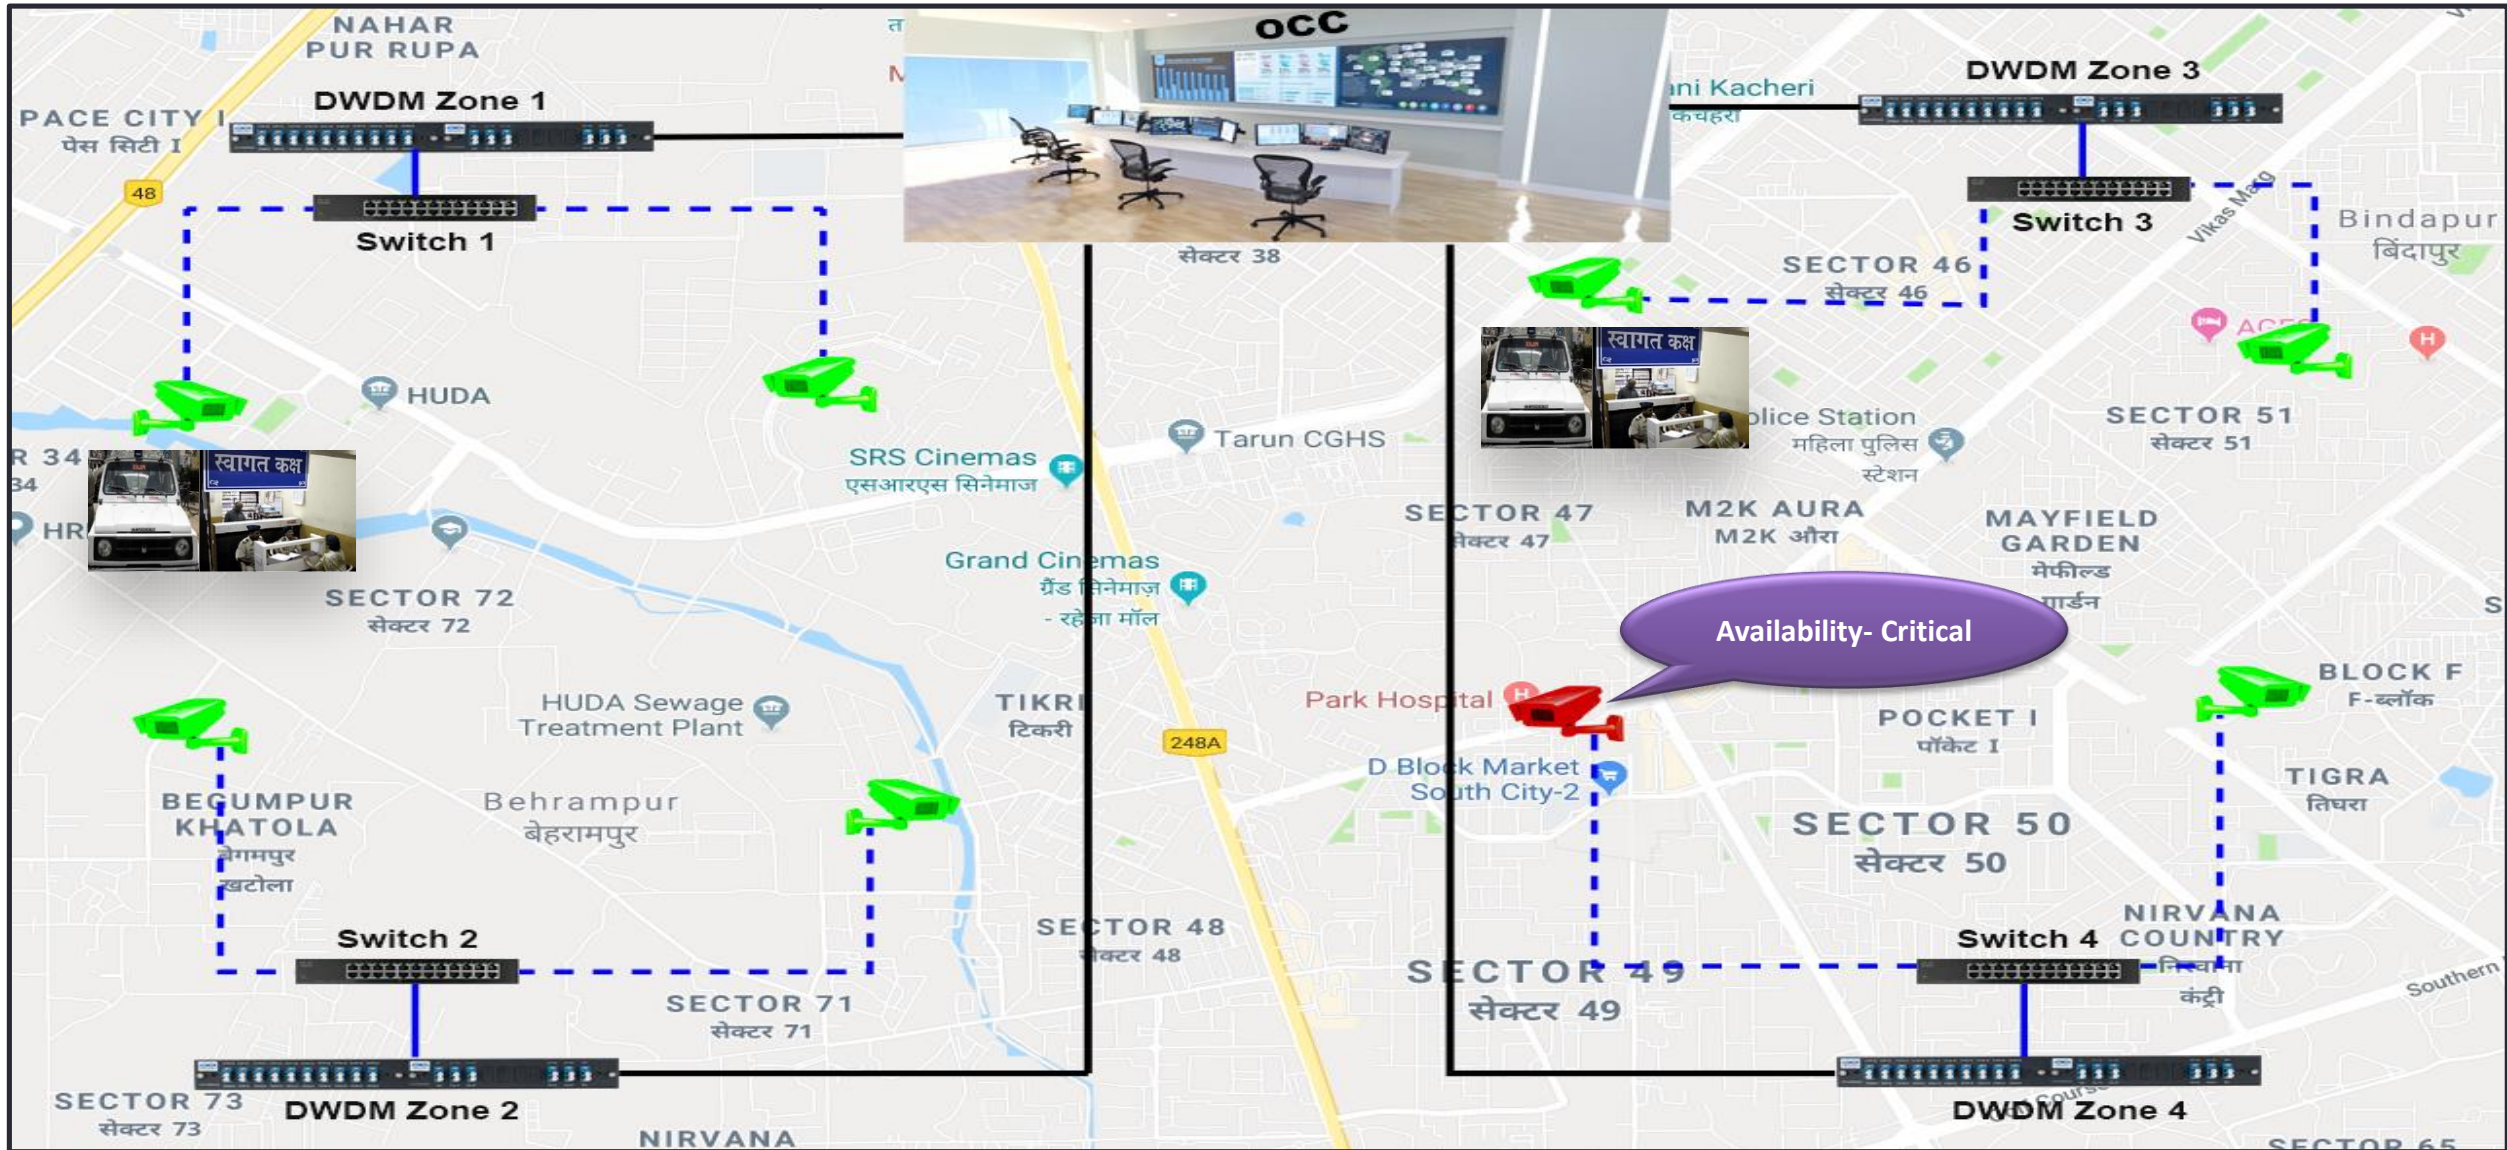 NAHAR
PUR RUPA
OCC
DWDM Zone 1
DWDM Zone 3
PACE CITY I
पेस सिटी I
ani Kacheri
कचहरी
48
Switch 1
Switch 3
Vikas Marg
Bindapur
बिंदापुर
सेक्टर 38
SECTOR 46
सेक्टर 46
स्वागत कक्ष
HUDA
SECTOR 51
सेक्टर 51
olice Station
महिला पुलिस
स्टेशन
Tarun CGHS
R 34
34
SRS Cinemas
एसआरएस सिनेमाज
स्वागत कक्ष
HR
SECTOR 47
सेक्टर 47
M2K AURA
M2K औरा
MAYFIELD
GARDEN
मेफील्ड
गार्डन
Grand Cinemas
ग्रैंड सिनेमाज़
- रहेजा मॉल
SECTOR 72
सेक्टर 72
Availability- Critical
BLOCK F
F-ब्लॉक
Park Hospital
H
HUDA Sewage
Treatment Plant
TIKRI
टिकरी
POCKET I
पॉकेट I
248A
D Block Market
South City-2
TIGRA
तिघरा
BEGUMPUR
KHATOLA
बेगमपुर
खटोला
Behrampur
बेहरामपुर
SECTOR 50
सेक्टर 50
SECTOR 48
सेक्टर 48
NIRVANA
COUNTRY
निरवाना
कंट्री
Switch 2
Switch 4
SECTOR 49
सेक्टर 49
Southern
SECTOR 71
सेक्टर 71
SECTOR 73
सेक्टर 73
DWDM Zone 2
DWDM Zone 4
NIRVANA
SECTOR 65